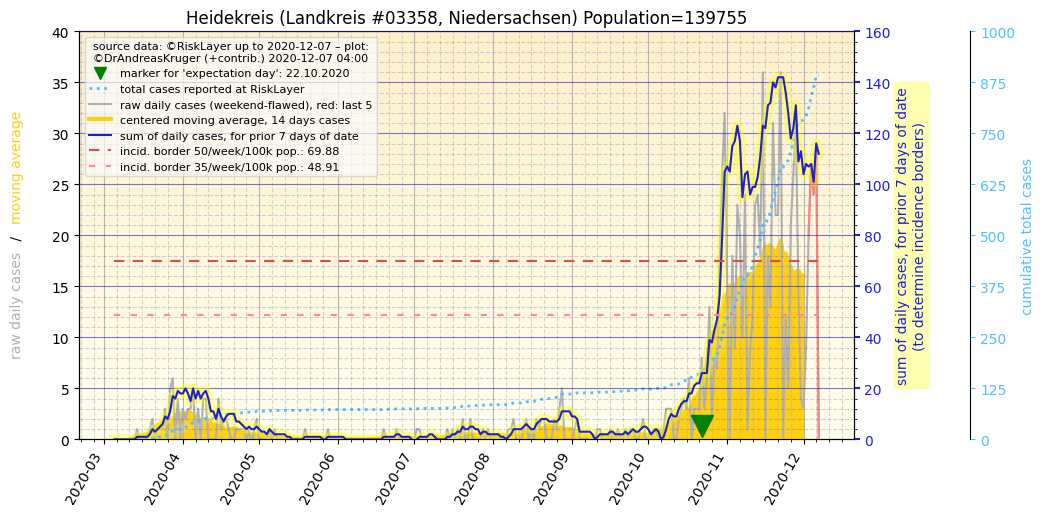 Heidekreis (Landkreis #03358, Niedersachsen) Population=139755
source data: ©RiskLayer up to 2020-12-07 – plot:
©DrAndreasKruger (+contrib.) 2020-12-07 04:00
marker for 'expectation day': 22.10.2020
total cases reported at RiskLayer
raw daily cases (weekend-flawed), red: last 5
centered moving average, 14 days cases
sum of daily cases, for prior 7 days of date
incid. border 50/week/100k pop.: 69.88
incid. border 35/week/100k pop.: 48.91
raw daily cases / moving average
40
35
30
25
20
15
10
5
0
2020-03
2020-04
2020-05
2020-06
2020-07
2020-08
2020-09
2020-10
2020-11
2020-12
160
140
120
100
80
60
40
20
0
sum of daily cases, for prior 7 days of date
(to determine incidence borders)
1000
875
750
625
500
375
250
125
0
cumulative total cases